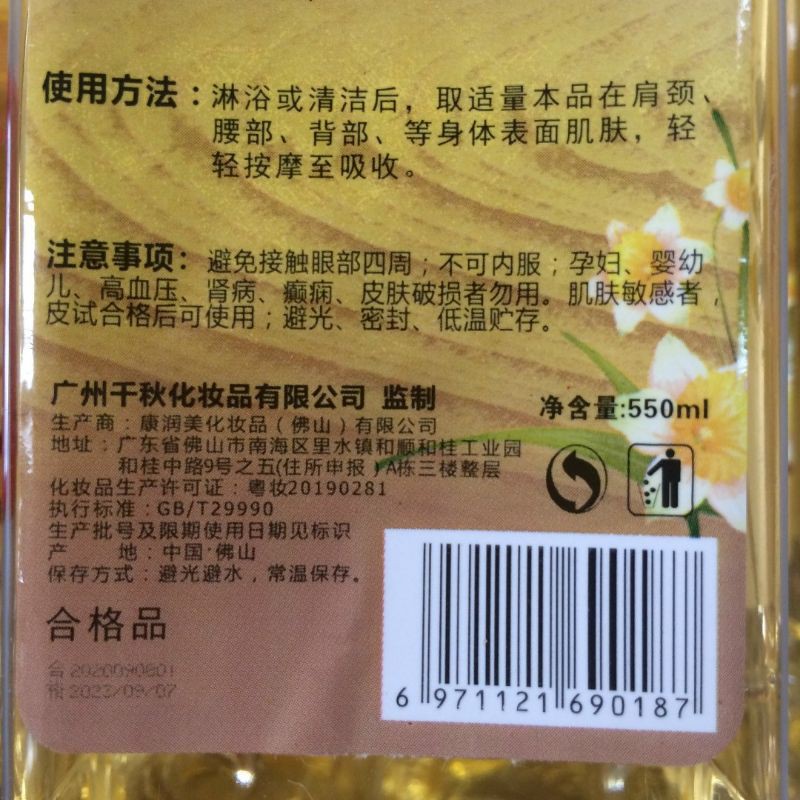 使用方法：淋浴或清洁后，取适量本品在肩颈、
腰部、背部、等身体表面肌肤，轻
轻按摩至吸收。
注意事项：避免接触眼部四周；不可内服；孕妇、婴幼
儿、高血压、肾病、癫痫、皮肤破损者勿用。肌肤敏感者，
皮试合格后可使用；避光、密封、低温贮存。
广州千秋化妆品有限公司 监制
净含量:550ml
生产商：康润美化妆品（佛山）有限公司
地址：广东省佛山市南海区里水镇和顺和桂工业园
和桂中路9号之五(住所申报)A栋三楼整层
化妆品生产许可证：粤妆20190281
执行标准：GB/T29990
生产批号及限期使用日期见标识
产 地：中国·佛山
保存方式：避光避水，常温保存。
合格品
合 2020090801
限 2023/09/07
6 971121 690187